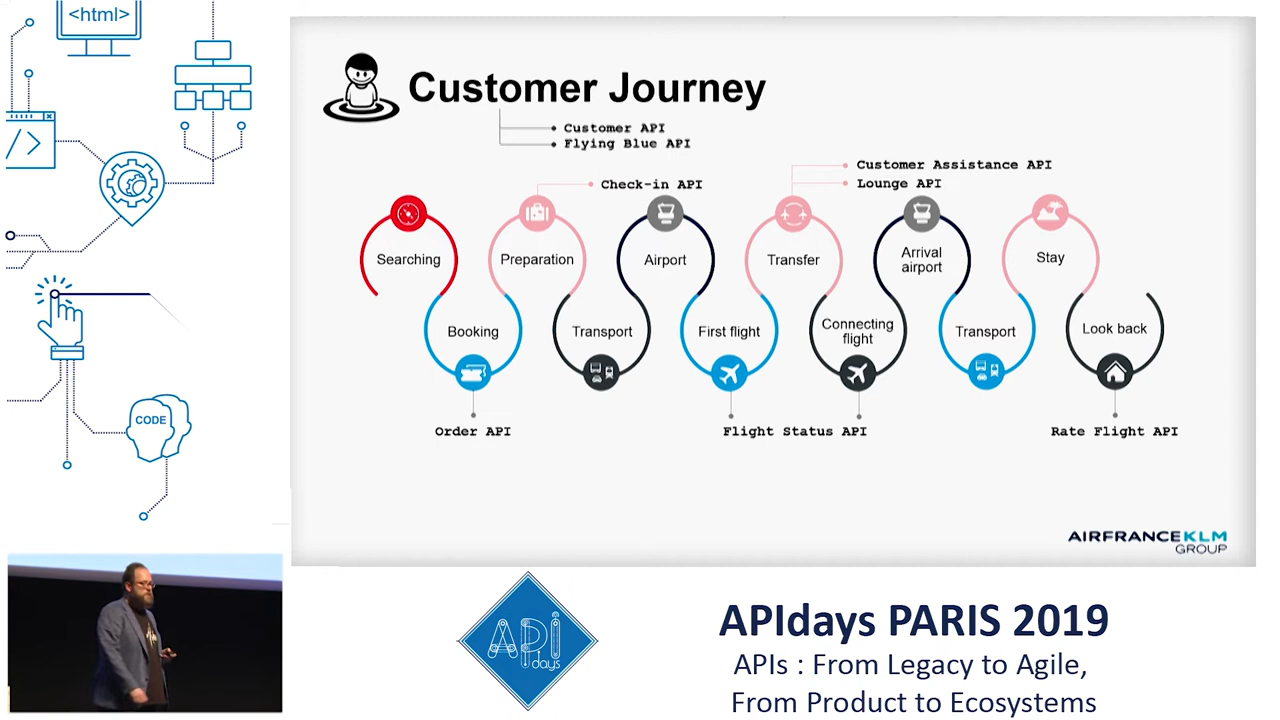 <html>
</>
CODE
Customer Journey
Customer API
Flying Blue API
Customer Assistance API
Lounge API
Check-in API
Searching
Preparation
Airport
Transfer
Arrival
airport
Stay
Booking
Transport
First flight
Connecting
flight
Transport
Look back
Order API
Flight Status API
Rate Flight API
AIRFRANCEKLM
GROUP
API
days
APIdays PARIS 2019
APIs : From Legacy to Agile,
From Product to Ecosystems